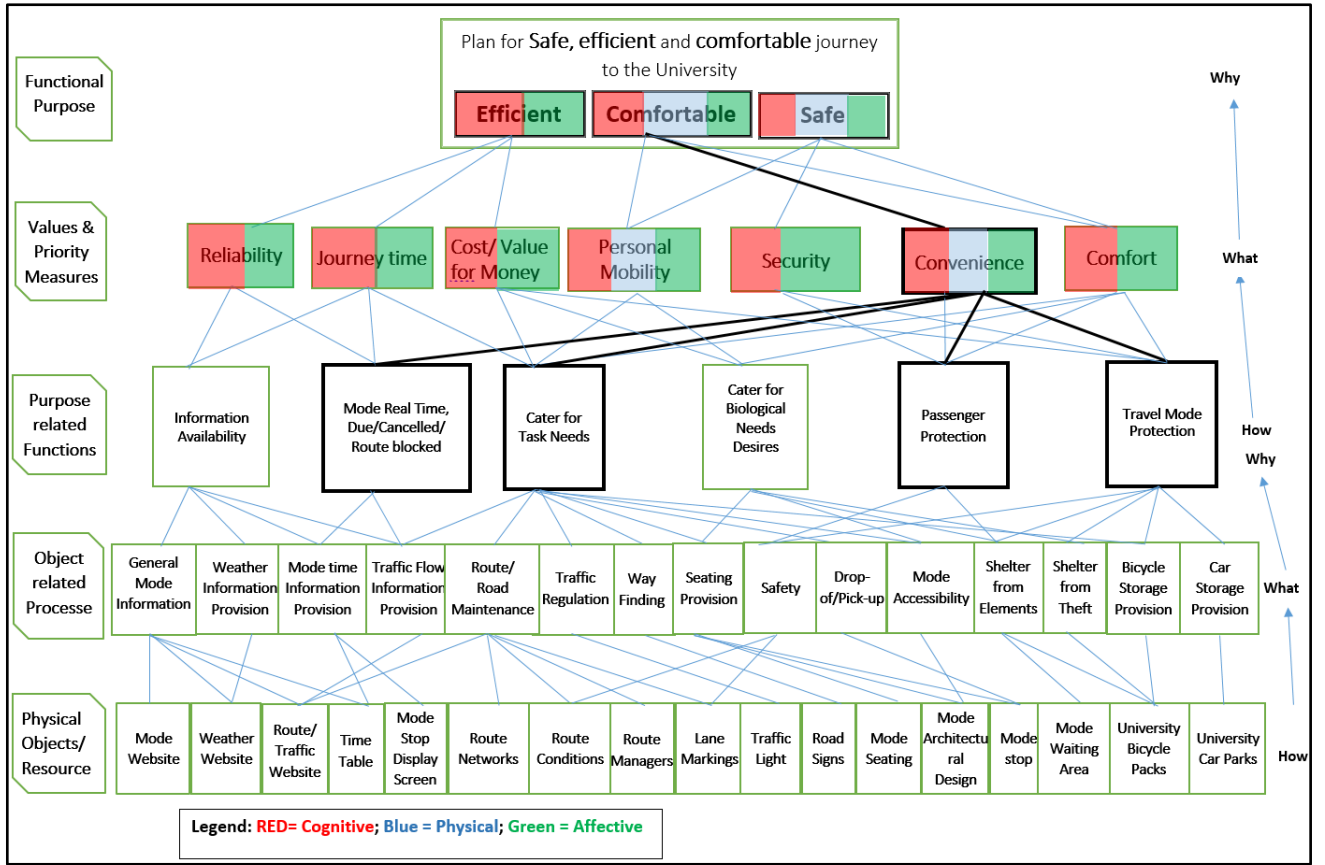 Plan for Safe, efficient and comfortable journey
to the University
Functional
Purpose
Why
Efficient
Comfortable
Safe
Values &
Priority
Measures
Reliability
Journey time
Cost/ Value
for Money
Personal
Mobility
Security
Convenience
Comfort
What
Purpose
related
Functions
Information
Availability
Mode Real Time,
Due/Cancelled/
Route blocked
Cater for
Task Needs
Cater for
Biological
Needs
Desires
Passenger
Protection
Travel Mode
Protection
How
Why
Object
related
Processe
General
Mode
Information
Weather
Information
Provision
Mode time
Information
Provision
Traffic Flow
Information
Provision
Route/
Road
Maintenance
Traffic
Regulation
Way
Finding
Seating
Provision
Safety
Drop-
of/Pick-up
Mode
Accessibility
Shelter
from
Elements
Shelter
from
Theft
Bicycle
Storage
Provision
Car
Storage
Provision
What
Physical
Objects/
Resource
Mode
Website
Weather
Website
Route/
Traffic
Website
Time
Table
Mode
Stop
Display
Screen
Route
Networks
Route
Conditions
Route
Managers
Lane
Markings
Traffic
Light
Road
Signs
Mode
Seating
Mode
Architectu
ral
Design
Mode
stop
Mode
Waiting
Area
University
Bicycle
Packs
University
Car Parks
How
Legend: RED= Cognitive; Blue = Physical; Green = Affective